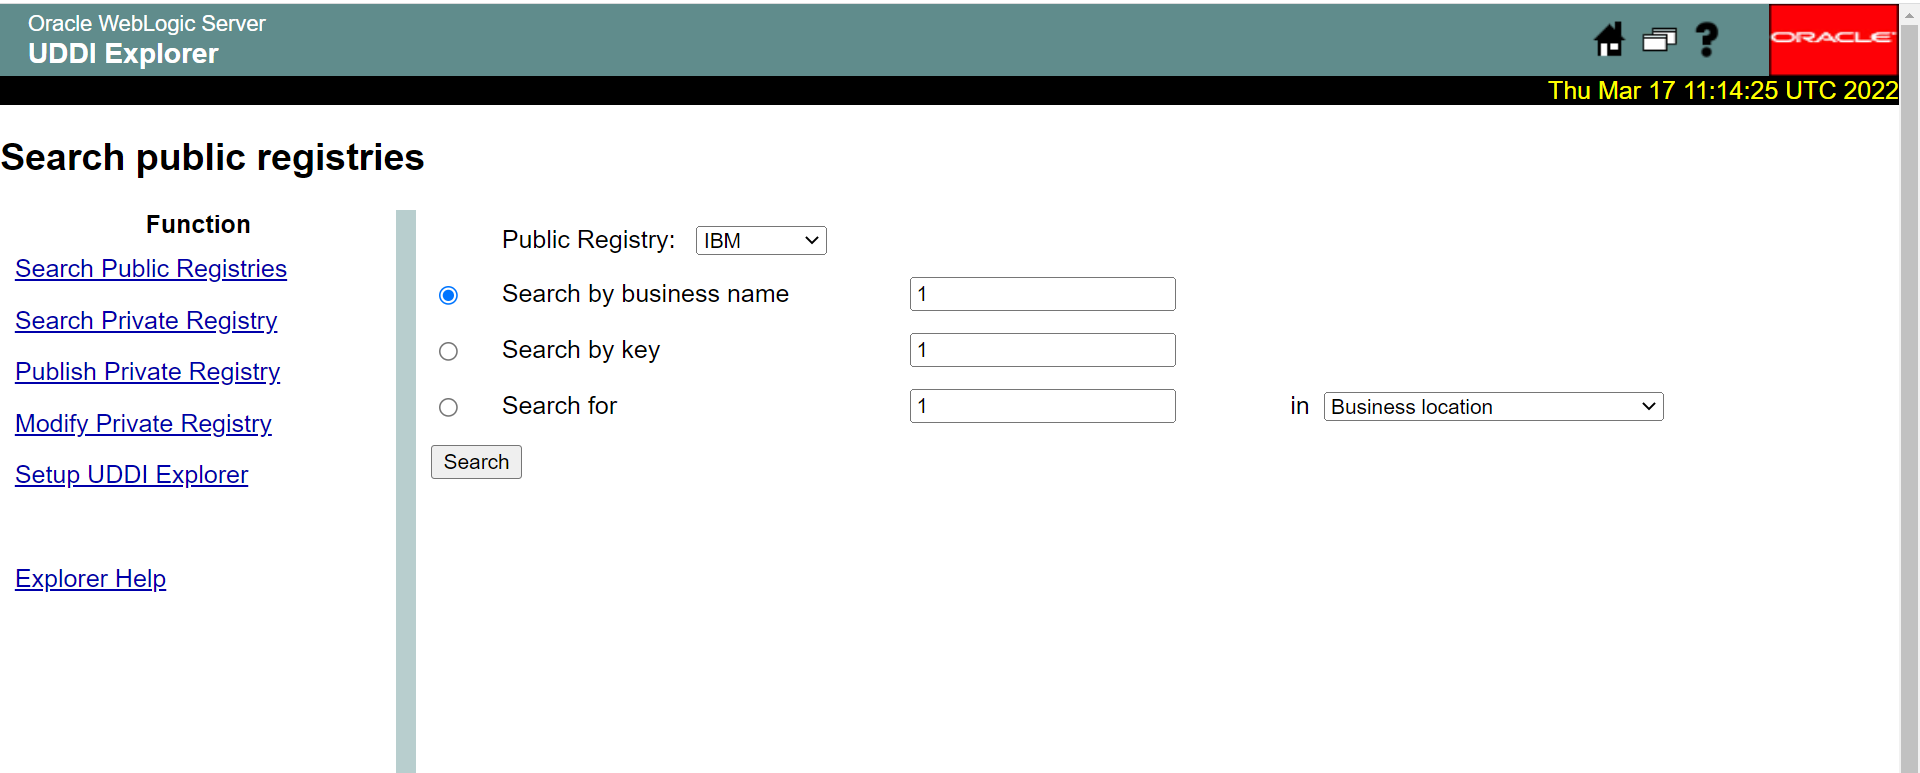 Oracle WebLogic Server
UDDI Explorer
?
ORACLE
Thu Mar 17 11:14:25 UTC 2022
Search public registries
Function
Search Public Registries
Search Private Registry
Publish Private Registry
Modify Private Registry
Setup UDDI Explorer
Explorer Help
Public Registry: IBM
Search by business name 1
Search by key 1
Search for 1 in Business location
Search